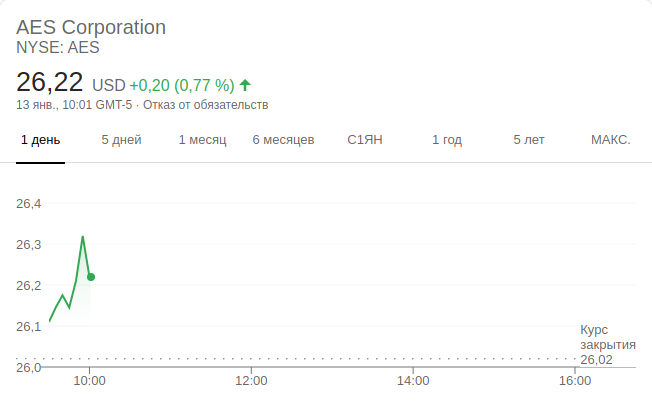 AES Corporation
NYSE: AES
26,22 USD +0,20 (0,77 %)
13 янв., 10:01 GMT-5 · Отказ от обязательств
1 день 5 дней 1 месяц 6 месяцев С1ЯН 1 год 5 лет МАКС.
26,4
26,3
26,2
26,1
Курс
закрытия
26,02
26,0
10:00 12:00 14:00 16:00